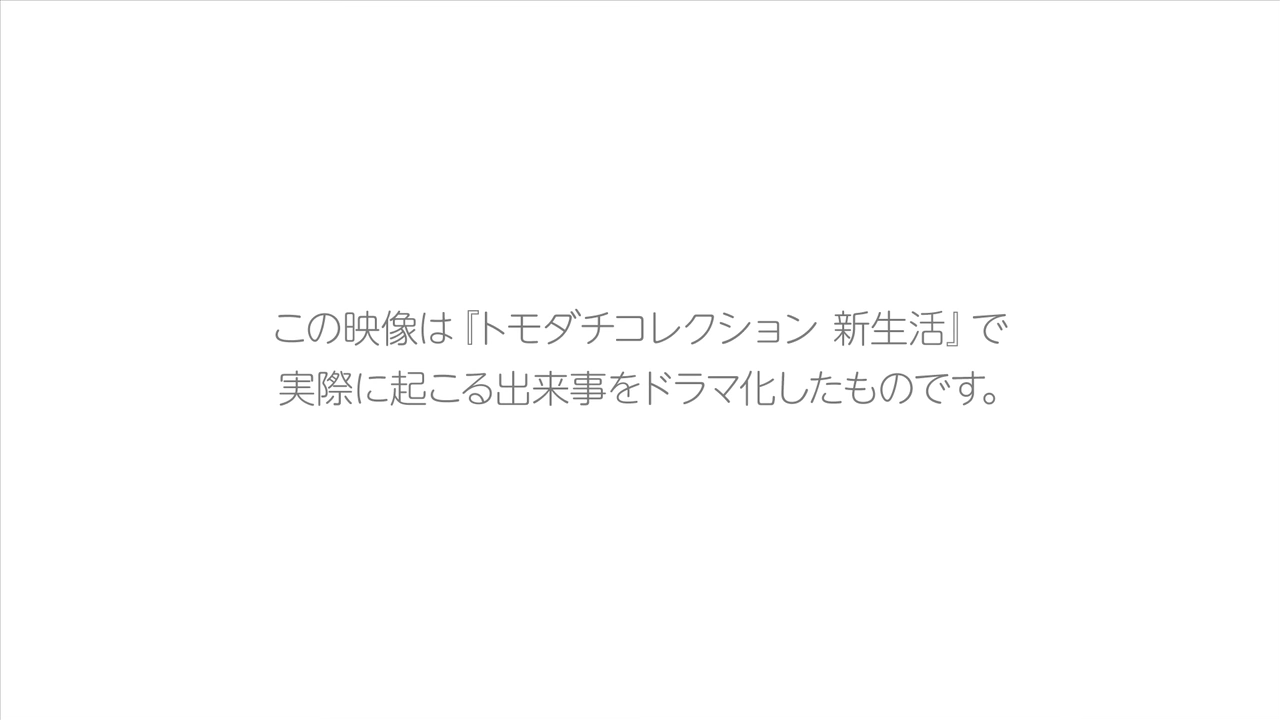 この映像は『トモダチコレクション 新生活』で
実際に起こる出来事をドラマ化したものです。